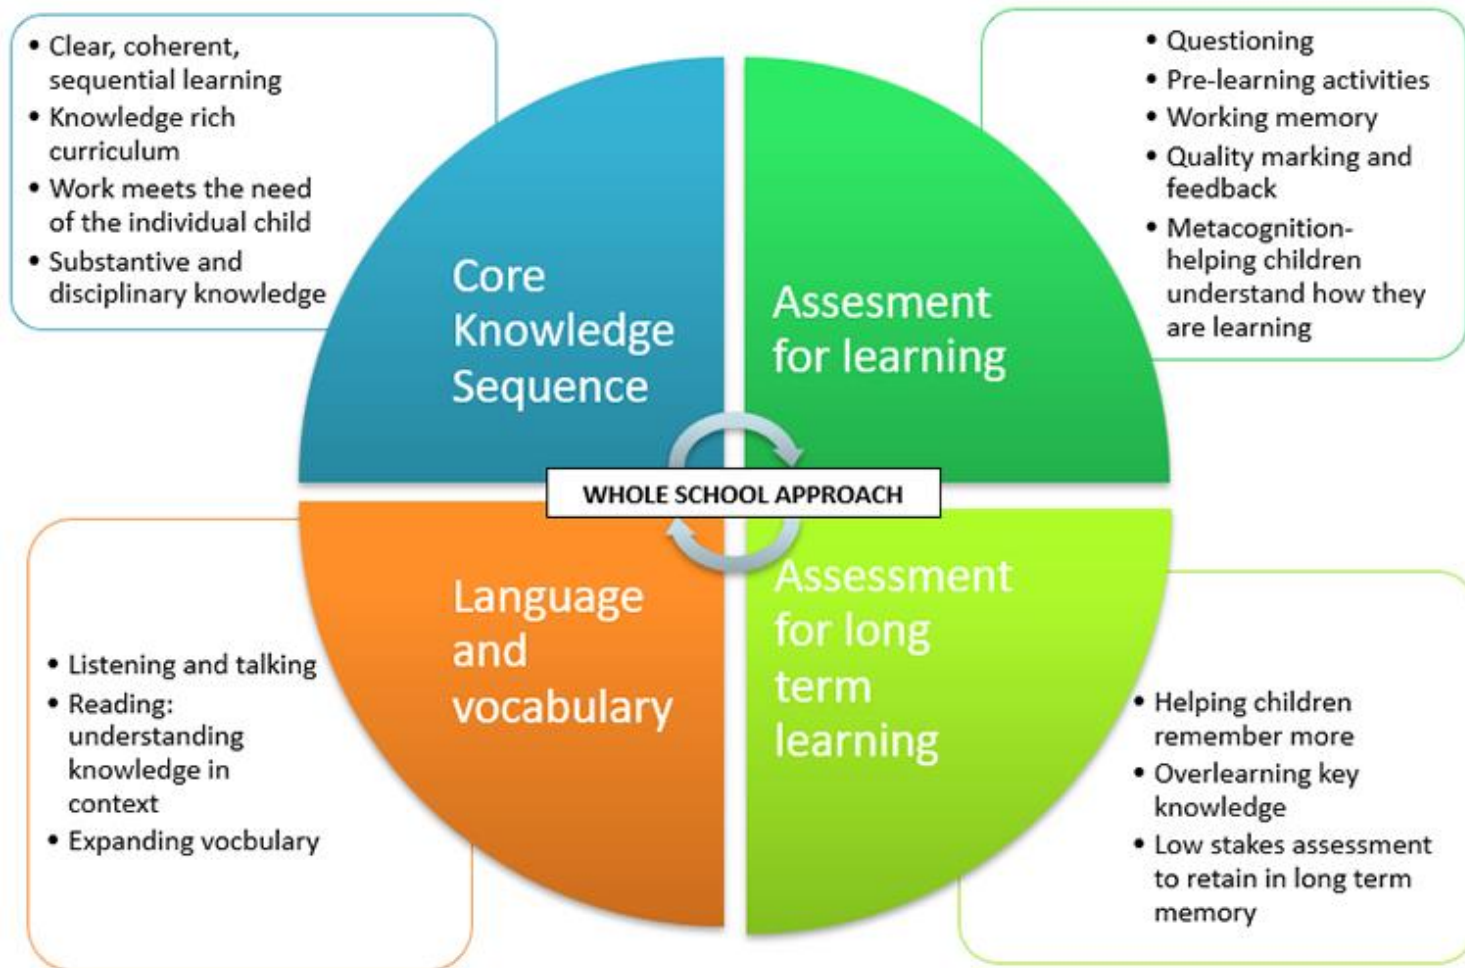 • Clear, coherent,
sequential learning
• Knowledge rich
curriculum
• Work meets the need
of the individual child
• Substantive and
disciplinary knowledge
Core
Knowledge
Sequence
• Questioning
• Pre-learning activities
• Working memory
• Quality marking and
feedback
• Metacognition-
helping children
understand how they
are learning
Assesment
for learning
WHOLE SCHOOL APPROACH
• Listening and talking
• Reading:
understanding
knowledge in
context
• Expanding vocbulary
Language
and
vocabulary
Assessment
for long
term
learning
• Helping children
remember more
• Overlearning key
knowledge
• Low stakes assessment
to retain in long term
memory